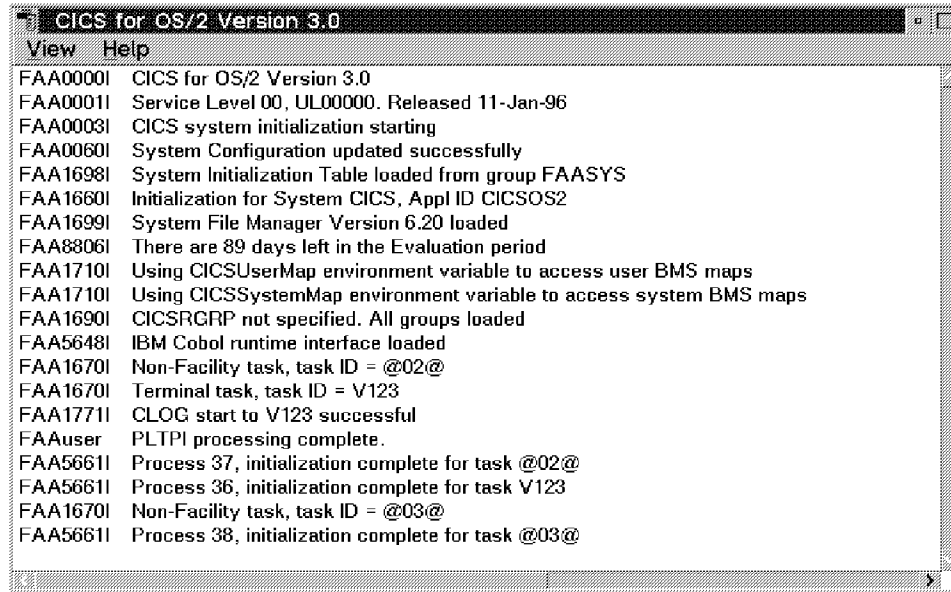 CICS for OS/2 Version 3.0
View Help
FAA0000I CICS for OS/2 Version 3.0
FAA0001I Service Level 00, UL00000. Released 11-Jan-96
FAA0003I CICS system initialization starting
FAA0060I System Configuration updated successfully
FAA1698I System Initialization Table loaded from group FAASYS
FAA1660I Initialization for System CICS, Appl ID CICSOS2
FAA1699I System File Manager Version 6.20 loaded
FAA8806I There are 89 days left in the Evaluation period
FAA1710I Using CICSUserMap environment variable to access user BMS maps
FAA1710I Using CICSSystemMap environment variable to access system BMS maps
FAA1690I CICSRGRP not specified. All groups loaded
FAA5648I IBM Cobol runtime interface loaded
FAA1670I Non-Facility task, task ID = @02@
FAA1670I Terminal task, task ID = V123
FAA1771I CLOG start to V123 successful
FAAuser PLTPI processing complete.
FAA5661I Process 37, initialization complete for task @02@
FAA5661I Process 36, initialization complete for task V123
FAA1670I Non-Facility task, task ID = @03@
FAA5661I Process 38, initialization complete for task @03@